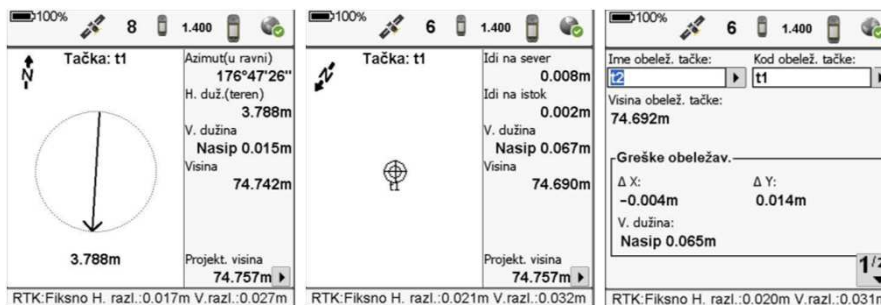 100% 8 1.400
Tačka: t1
N
Azimut(u ravni)
176°47'26"
H. duž.(teren)
3.788m
V. dužina
Nasip 0.015m
Visina
74.742m
3.788m
Projekt. visina
74.757m
RTK:Fiksno H. razl.:0.017m V.razl.:0.027m
100% 6 1.400
Tačka: t1
N
t1
Idi na sever
0.008m
Idi na istok
0.002m
V. dužina
Nasip 0.067m
Visina
74.690m
Projekt. visina
74.757m
RTK:Fiksno H. razl.:0.021m V.razl.:0.032m
100% 6 1.400
Ime obelež. tačke: Kod obelež. tačke:
t2 t1
Visina obelež. tačke:
74.692m
Greške obeležav.
Δ X: Δ Y:
-0.004m 0.014m
V. dužina:
Nasip 0.065m
1/2
RTK:Fiksno H. razl.:0.020m V.razl.:0.031m